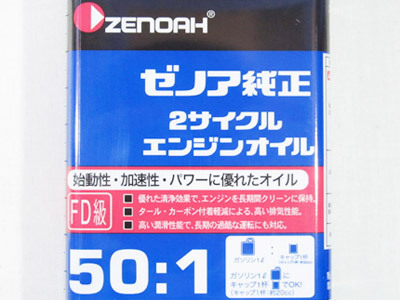 ZENOAH®
ゼノア純正
2サイクル
エンジンオイル
始動性・加速性・パワーに優れたオイル
FD級
■優れた清浄効果で、エンジンを長期間クリーンに保持。
■タール・カーボン付着軽減による、高い排気性能。
■高い潤滑性能で、長期の過酷な運転にも対応。
50:1
ガソリン1ℓ : キャップ1杯
ガソリン1ℓに
キャップ1杯でOK!
(約20cc)